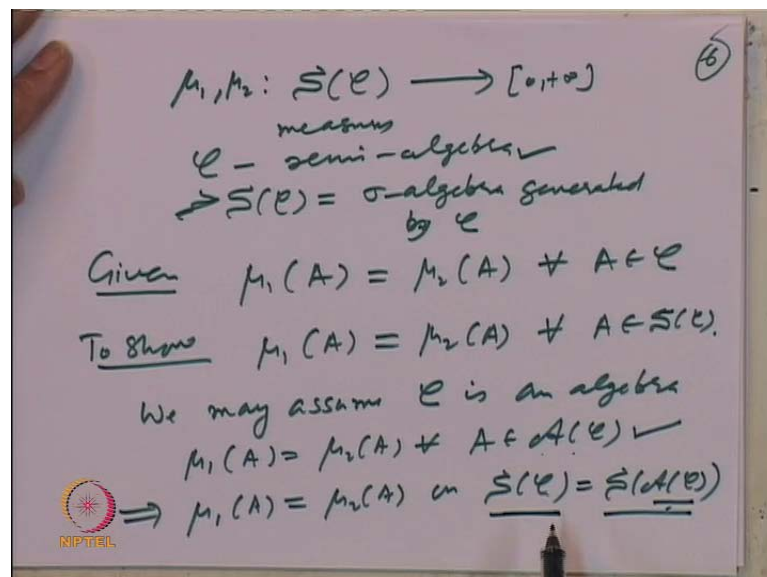 6
μ₁, μ₂ : S(𝒞) ⟶ [0, +∞]
measures
𝒞 – semi-algebra ✓
S(𝒞) = σ-algebra generated
by 𝒞
Given μ₁(A) = μ₂(A) ∀ A ∈ 𝒞
To Show μ₁(A) = μ₂(A) ∀ A ∈ S(𝒞).
We may assume 𝒞 is an algebra
μ₁(A) = μ₂(A) ∀ A ∈ 𝒜(𝒞) ✓
⟹ μ₁(A) = μ₂(A) on S(𝒞) = S(𝒜(𝒞))
NPTEL